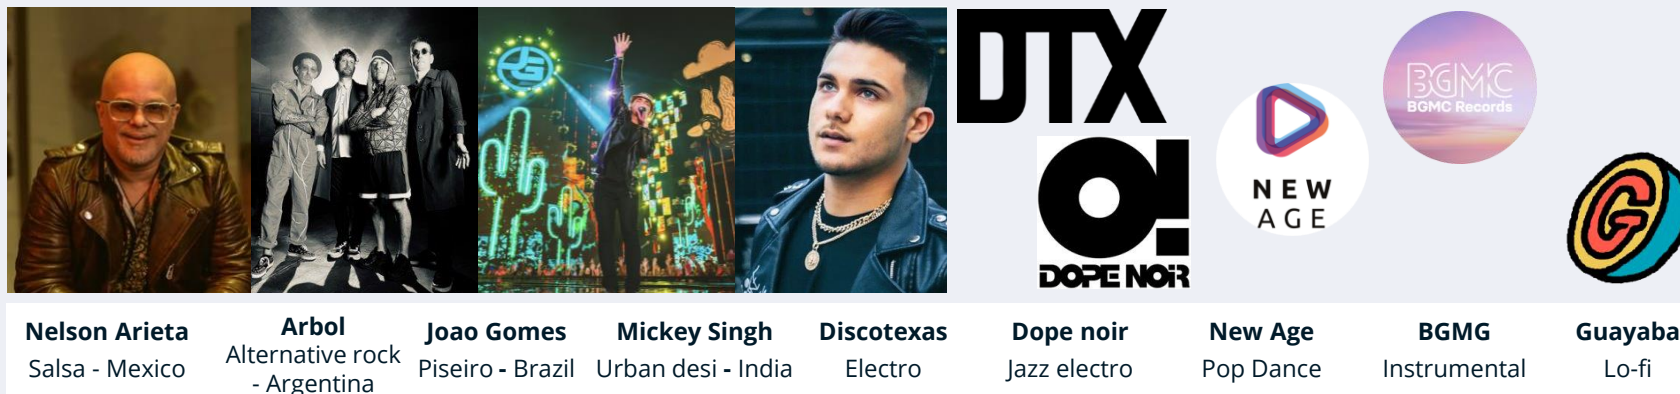 JG
DTX
O!
DOPE NOIR
NEW
AGE
BGMC
BGMC Records
G
Nelson Arieta
Salsa - Mexico
Arbol
Alternative rock
- Argentina
Joao Gomes
Piseiro - Brazil
Mickey Singh
Urban desi - India
Discotexas
Electro
Dope noir
Jazz electro
New Age
Pop Dance
BGMG
Instrumental
Guayaba
Lo-fi